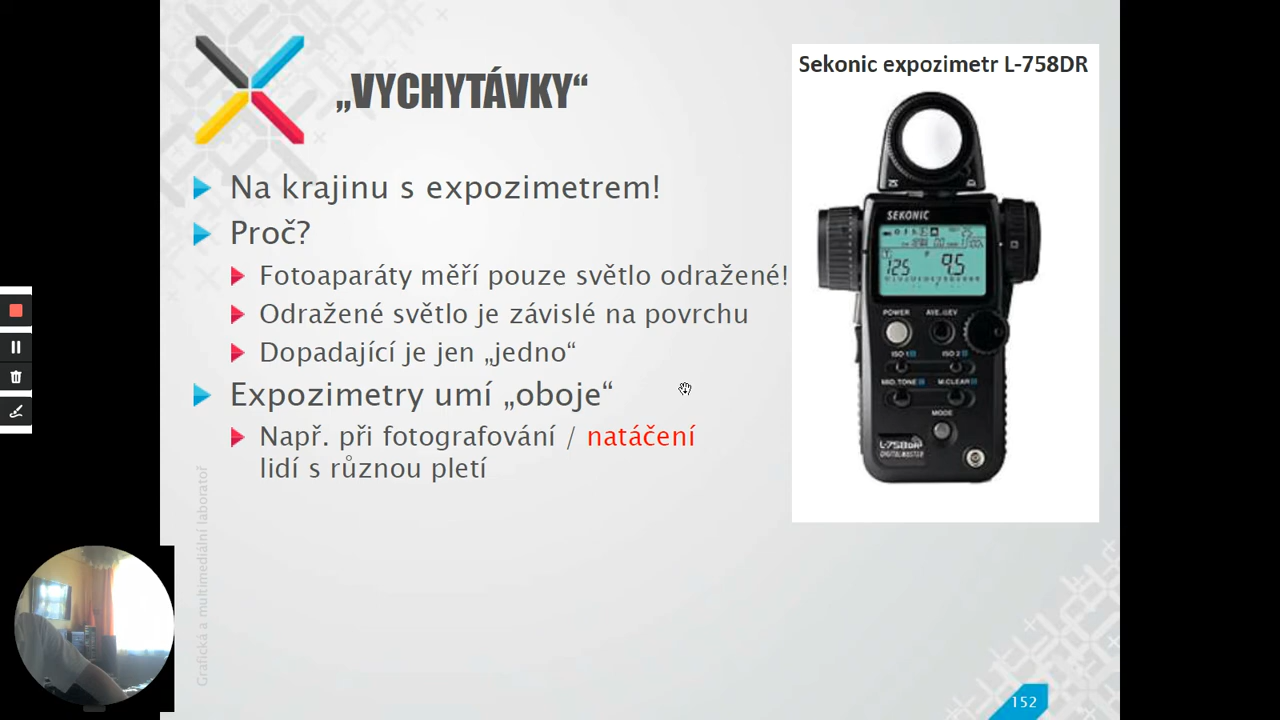 „VYCHYTÁVKY“
Na krajinu s expozimetrem!
Proč?
Fotoaparáty měří pouze světlo odražené!
Odražené světlo je závislé na povrchu
Dopadající je jen „jedno“
Expozimetry umí „oboje“
Např. při fotografování / natáčení
lidí s různou pletí
Sekonic expozimetr L-758DR
SEKONIC
125 9.5
POWER
AVE./EV
ISO 1 ISO 2
MID.TONE M.CLEAR
MODE
L-758DR
DIGITALMASTER
Grafická a multimediální laboratoř
152